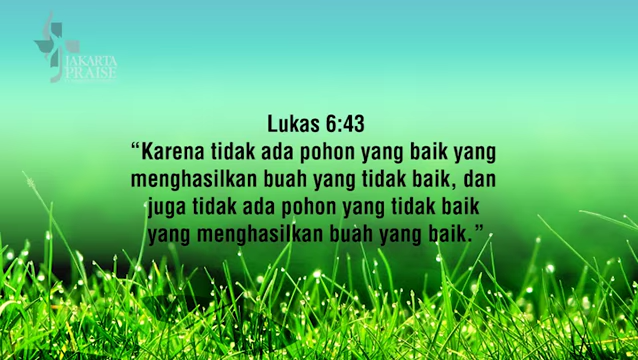 JAKARTA
PRAISE
Lukas 6:43
“Karena tidak ada pohon yang baik yang
menghasilkan buah yang tidak baik, dan
juga tidak ada pohon yang tidak baik
yang menghasilkan buah yang baik.”